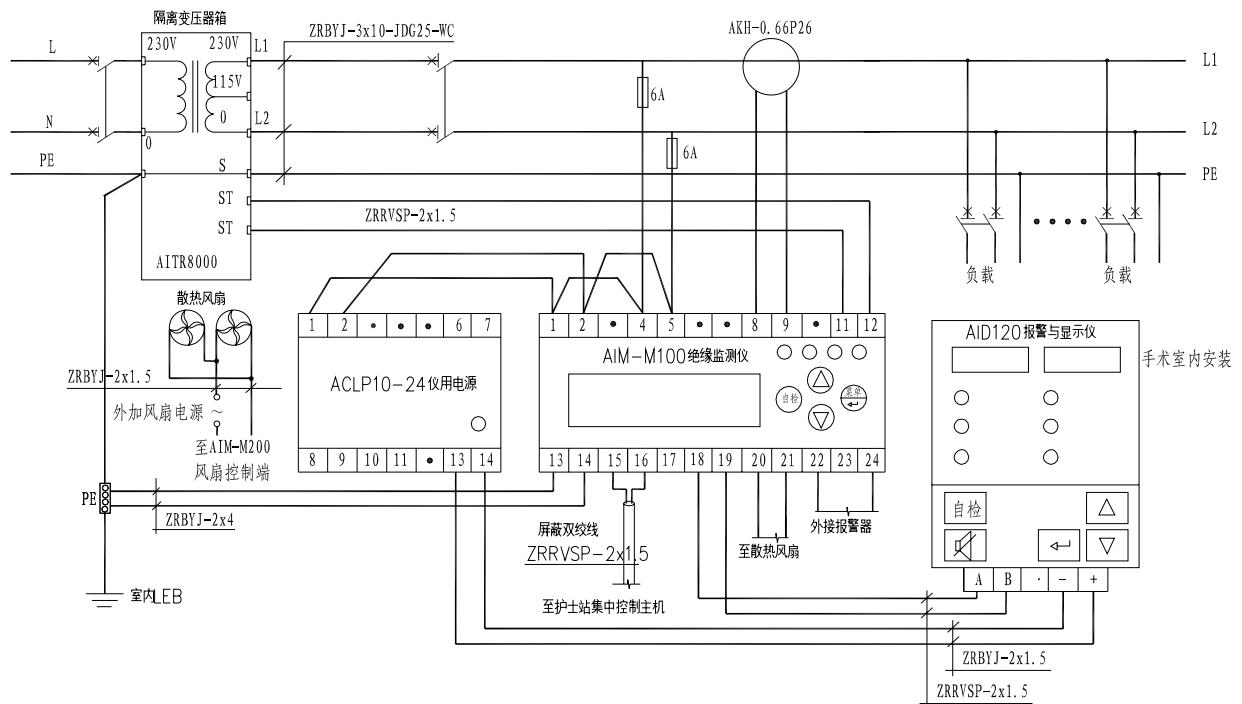 隔离变压器箱
ZRBYJ-3x10-JDG25-WC
AKH-0.66P26
L
230V
230V
L1
L1
115V
6A
N
0
L2
L2
0
6A
PE
S
PE
ST
ZRRVSP-2x1.5
ST
AITR8000
负载
负载
散热风扇
1 2 • • • 6 7
1 2 • 4 5 • • 8 9 • 11 12
AID120报警与显示仪
手术室内安装
AIM-M100绝缘监测仪
ZRBYJ-2x1.5
ACLP10-24仪用电源
自检
菜单
外加风扇电源 ~
至AIM-M200
风扇控制端
8 9 10 11 • 13 14
13 14 15 16 17 18 19 20 21 22 23 24
PE
ZRBYJ-2x4
屏蔽双绞线
ZRRVSP-2x1.5
至散热风扇
外接报警器
自检
A B · - +
室内LEB
至护士站集中控制主机
ZRBYJ-2x1.5
ZRRVSP-2x1.5